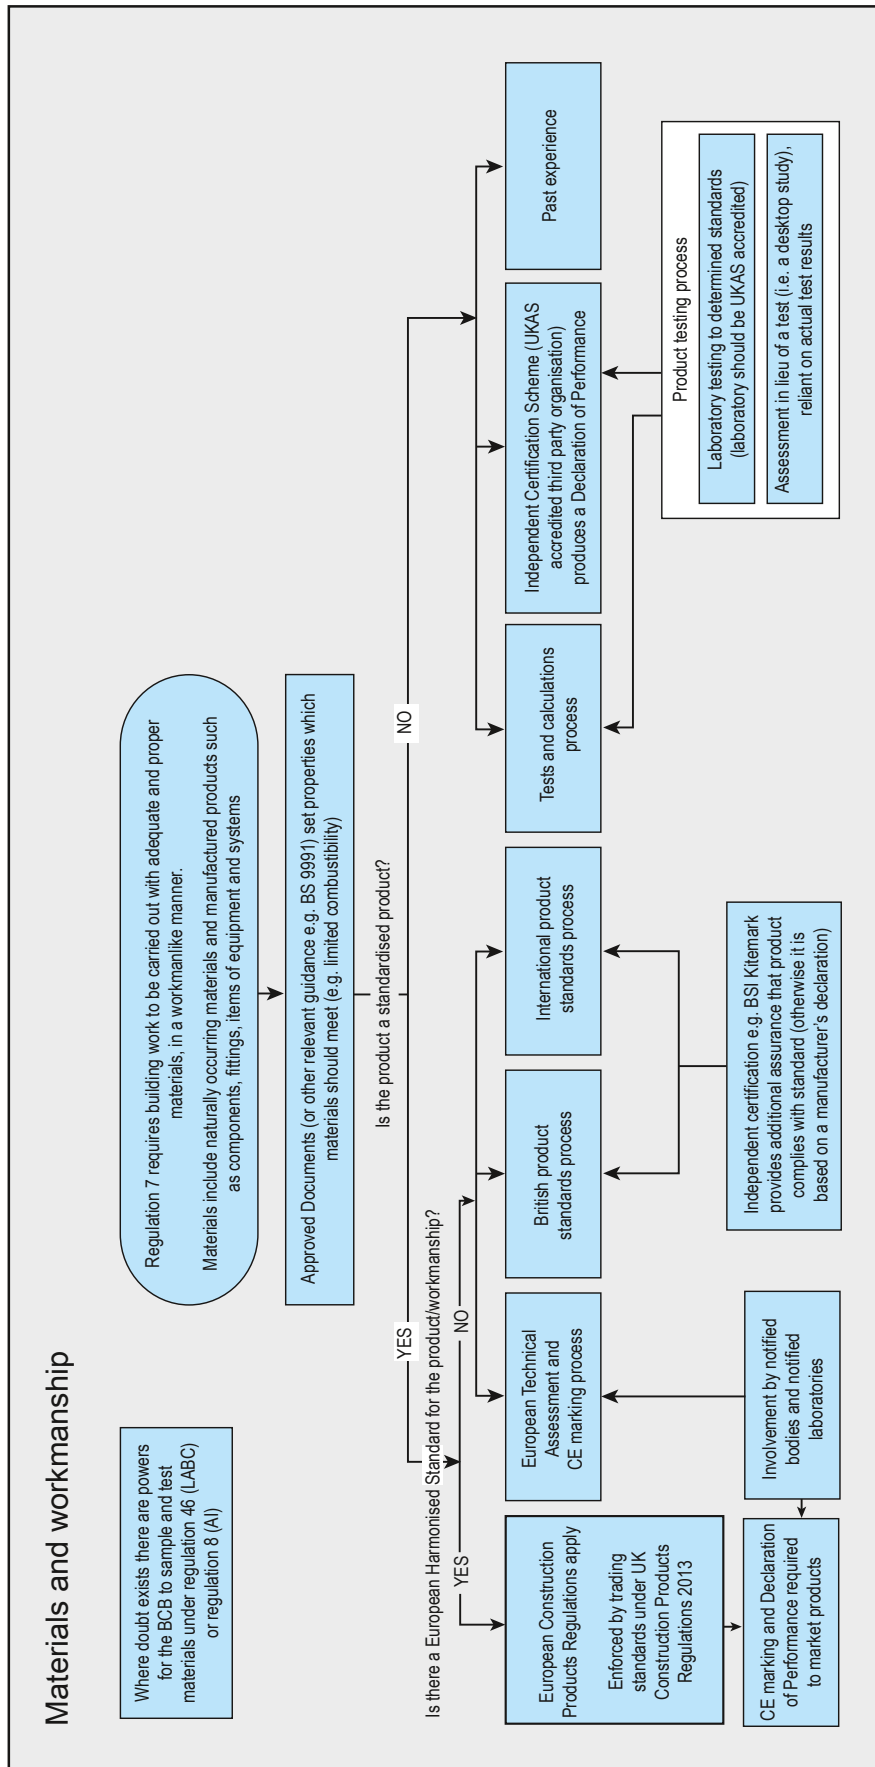 Materials and workmanship
Where doubt exists there are powers
for the BCB to sample and test
materials under regulation 46 (LABC)
or regulation 8 (AI)
Regulation 7 requires building work to be carried out with adequate and proper
materials, in a workmanlike manner.
Materials include naturally occurring materials and manufactured products such
as components, fittings, items of equipment and systems
Approved Documents (or other relevant guidance e.g. BS 9991) set properties which
materials should meet (e.g. limited combustibility)
Is the product a standardised product?
YES
NO
Is there a European Harmonised Standard for the product/workmanship?
YES
NO
European Construction
Products Regulations apply
Enforced by trading
standards under UK
Construction Products
Regulations 2013
European Technical
Assessment and
CE marking process
British product
standards process
International product
standards process
Tests and calculations
process
Independent Certification Scheme (UKAS
accredited third party organisation)
produces a Declaration of Performance
Past experience
CE marking and Declaration
of Performance required
to market products
Involvement by notified
bodies and notified
laboratories
Independent certification e.g. BSI Kitemark
provides additional assurance that product
complies with standard (otherwise it is
based on a manufacturer's declaration)
Product testing process
Laboratory testing to determined standards
(laboratory should be UKAS accredited)
Assessment in lieu of a test (i.e. a desktop study),
reliant on actual test results